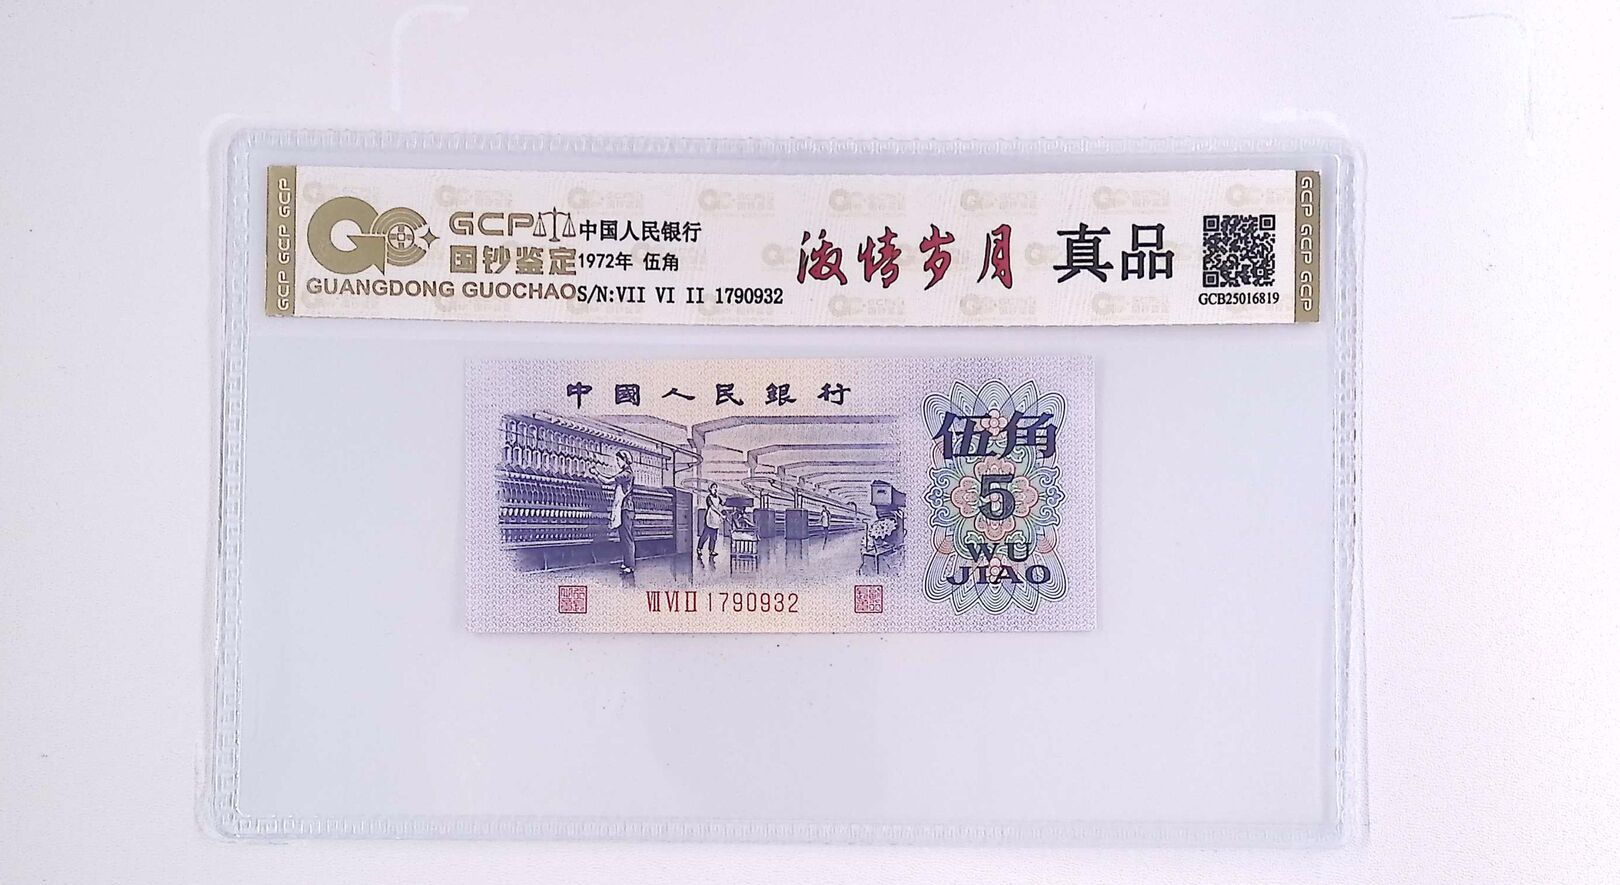 GCP GCP GCP
GCP
国钞鉴定
GUANGDONG GUOCHAO
中国人民银行
1972年 伍角
S/N:VII VI II 1790932
激情岁月
真品
GCB25016819
GCP GCP GCP
中國人民銀行
伍角
5
WU
JIAO
VII VI II 1790932